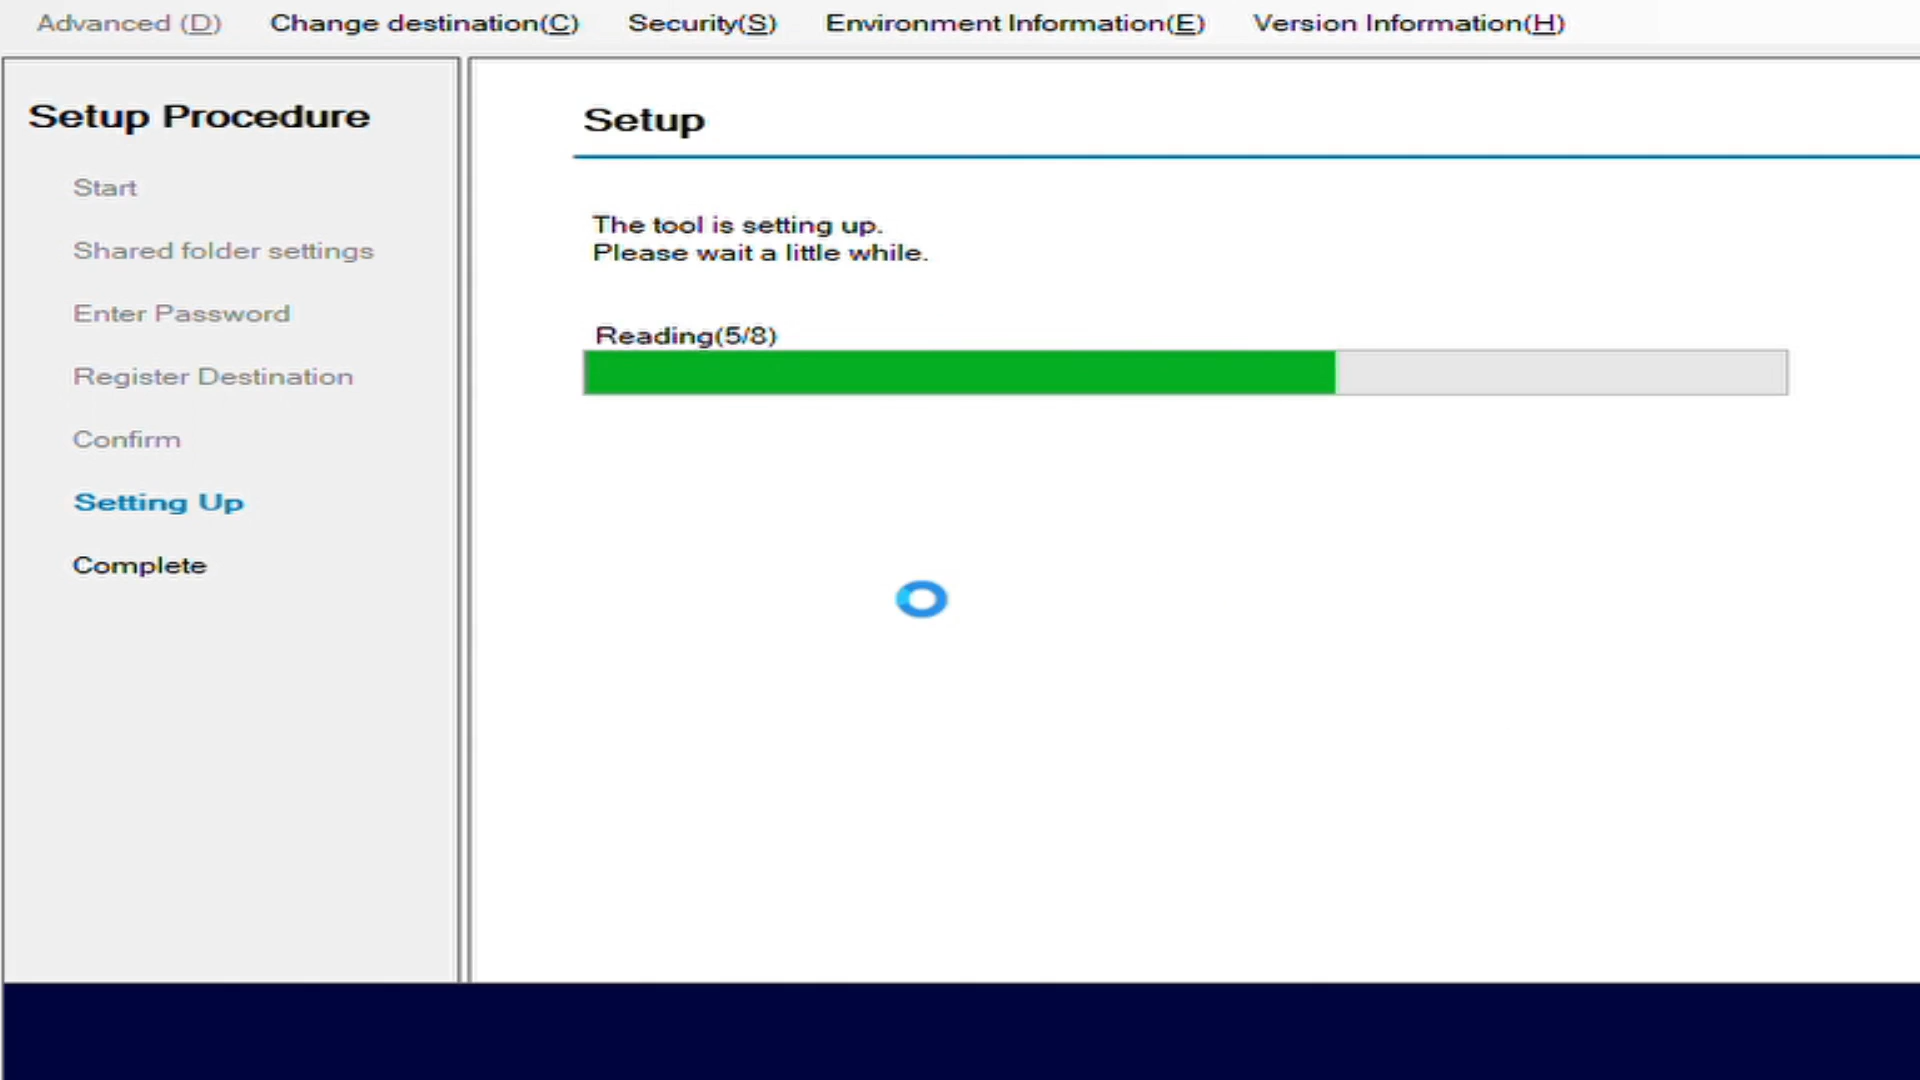 Advanced (D) Change destination(C) Security(S) Environment Information(E) Version Information(H)
Setup Procedure
Start
Shared folder settings
Enter Password
Register Destination
Confirm
Setting Up
Complete
Setup
The tool is setting up.
Please wait a little while.
Reading(5/8)